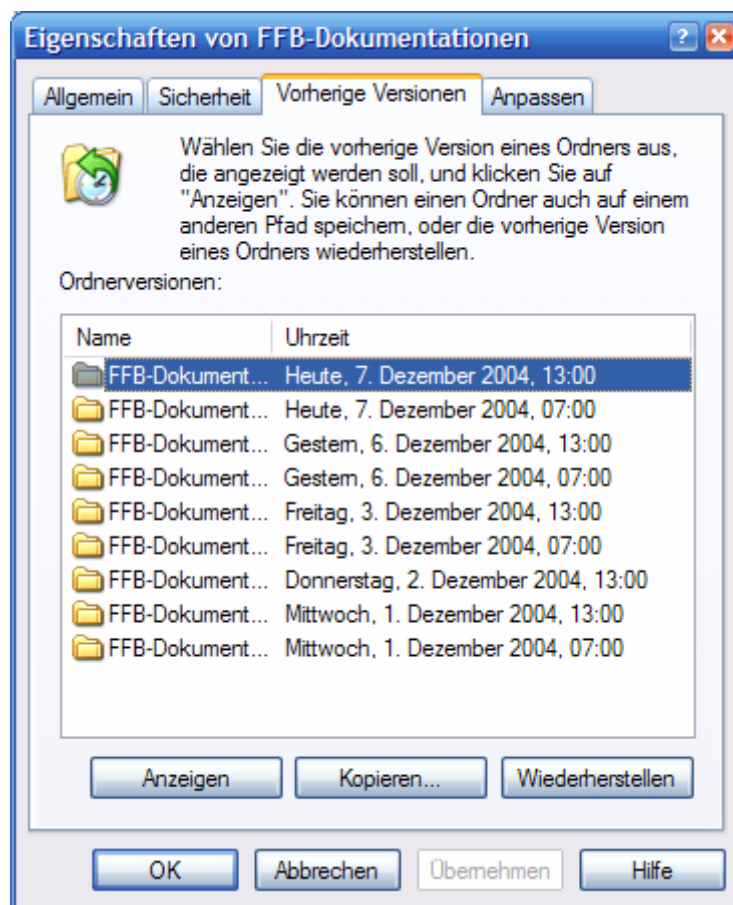 Eigenschaften von FFB-Dokumentationen
Allgemein Sicherheit Vorherige Versionen Anpassen
Wählen Sie die vorherige Version eines Ordners aus,
die angezeigt werden soll, und klicken Sie auf
"Anzeigen". Sie können einen Ordner auch auf einem
anderen Pfad speichern, oder die vorherige Version
eines Ordners wiederherstellen.
Ordnerversionen:
Name Uhrzeit
FFB-Dokument... Heute, 7. Dezember 2004, 13:00
FFB-Dokument... Heute, 7. Dezember 2004, 07:00
FFB-Dokument... Gestern, 6. Dezember 2004, 13:00
FFB-Dokument... Gestern, 6. Dezember 2004, 07:00
FFB-Dokument... Freitag, 3. Dezember 2004, 13:00
FFB-Dokument... Freitag, 3. Dezember 2004, 07:00
FFB-Dokument... Donnerstag, 2. Dezember 2004, 13:00
FFB-Dokument... Mittwoch, 1. Dezember 2004, 13:00
FFB-Dokument... Mittwoch, 1. Dezember 2004, 07:00
Anzeigen Kopieren... Wiederherstellen
OK Abbrechen Übernehmen Hilfe